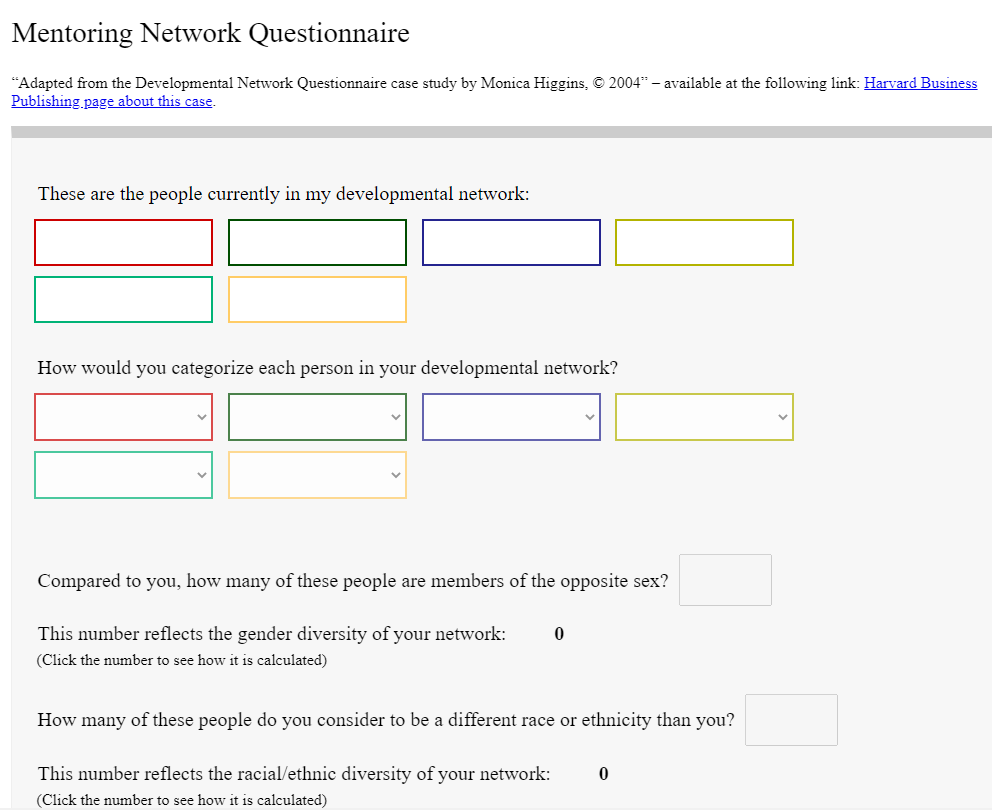 Mentoring Network Questionnaire
“Adapted from the Developmental Network Questionnaire case study by Monica Higgins, © 2004” – available at the following link: Harvard Business
Publishing page about this case.
These are the people currently in my developmental network:
How would you categorize each person in your developmental network?
Compared to you, how many of these people are members of the opposite sex?
This number reflects the gender diversity of your network: 0
(Click the number to see how it is calculated)
How many of these people do you consider to be a different race or ethnicity than you?
This number reflects the racial/ethnic diversity of your network: 0
(Click the number to see how it is calculated)